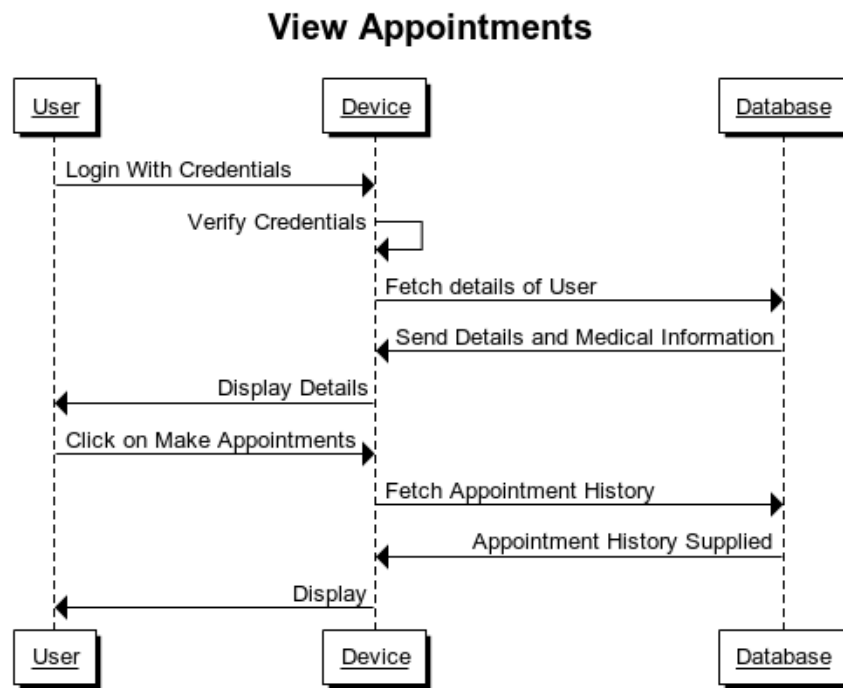 View Appointments
User
Device
Database
Login With Credentials
Verify Credentials
Fetch details of User
Send Details and Medical Information
Display Details
Click on Make Appointments
Fetch Appointment History
Appointment History Supplied
Display
User
Device
Database